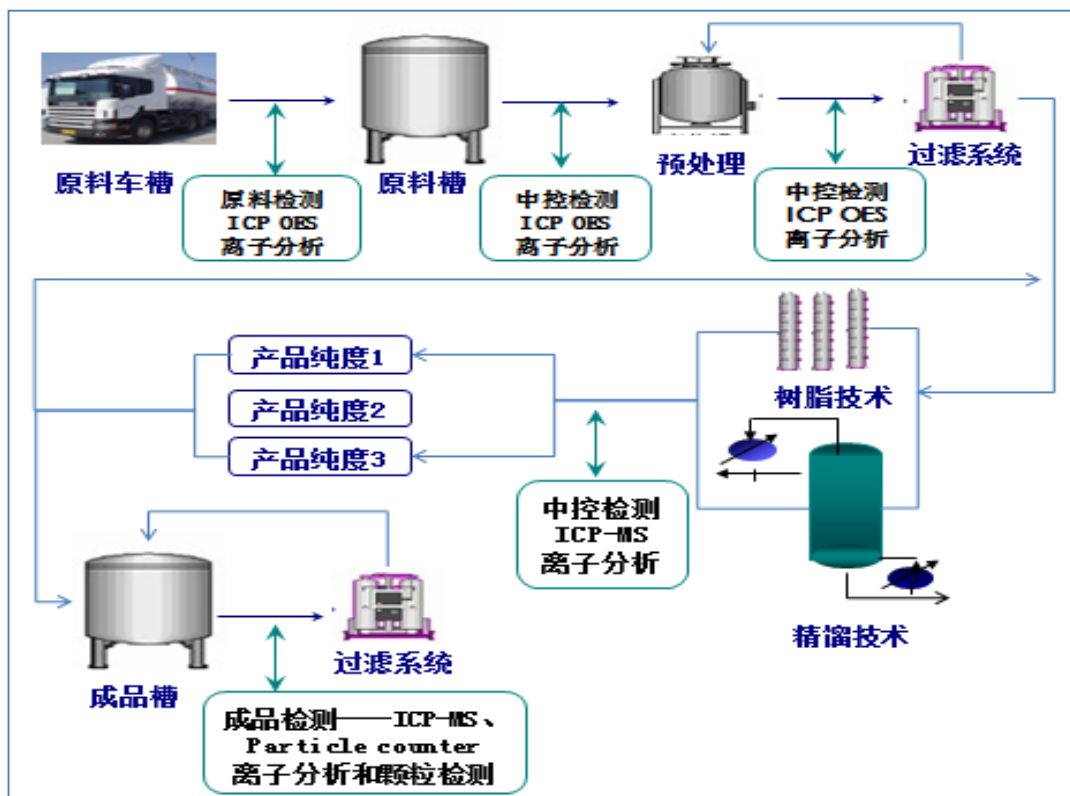 原料车槽
原料槽
预处理
过滤系统
原料检测
ICP OES
离子分析
中控检测
ICP OES
离子分析
中控检测
ICP OES
离子分析
产品纯度1
产品纯度2
产品纯度3
树脂技术
中控检测
ICP-MS
离子分析
精馏技术
成品槽
过滤系统
成品检测——ICP-MS、
Particle counter
离子分析和颗粒检测